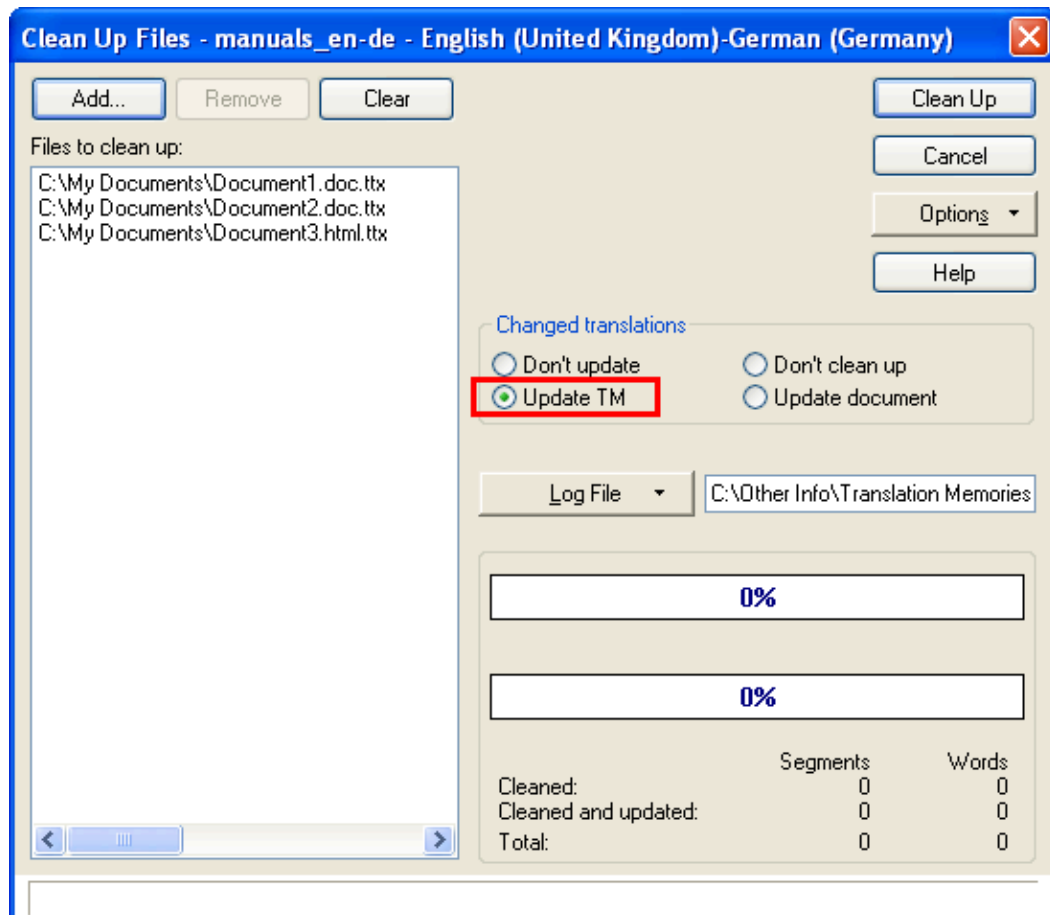 Clean Up Files - manuals_en-de - English (United Kingdom)-German (Germany)
Add... Remove Clear Clean Up
Files to clean up:
Cancel
C:\My Documents\Document1.doc.ttx
C:\My Documents\Document2.doc.ttx
C:\My Documents\Document3.html.ttx
Options
Help
Changed translations
Don't update Don't clean up
Update TM Update document
Log File C:\Other Info\Translation Memories
0%
0%
Segments Words
Cleaned: 0 0
Cleaned and updated: 0 0
Total: 0 0